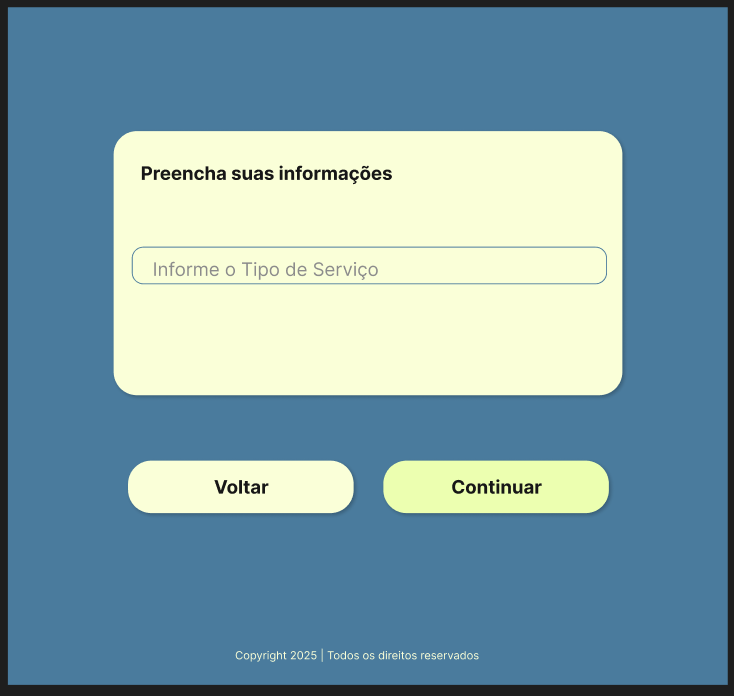 Preencha suas informações
Informe o Tipo de Serviço
Voltar
Continuar
Copyright 2025 | Todos os direitos reservados